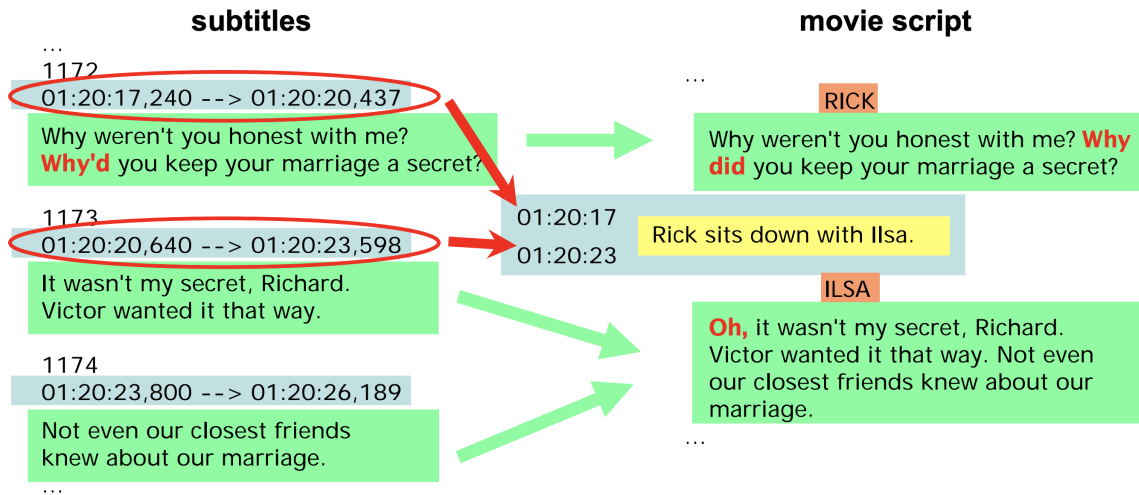 subtitles
...
1172
01:20:17,240 --> 01:20:20,437
Why weren't you honest with me?
Why'd you keep your marriage a secret?
1173
01:20:20,640 --> 01:20:23,598
It wasn't my secret, Richard.
Victor wanted it that way.
1174
01:20:23,800 --> 01:20:26,189
Not even our closest friends
knew about our marriage.
...
movie script
...
RICK
Why weren't you honest with me? Why
did you keep your marriage a secret?
01:20:17
01:20:23
Rick sits down with Ilsa.
ILSA
Oh, it wasn't my secret, Richard.
Victor wanted it that way. Not even
our closest friends knew about our
marriage.
...